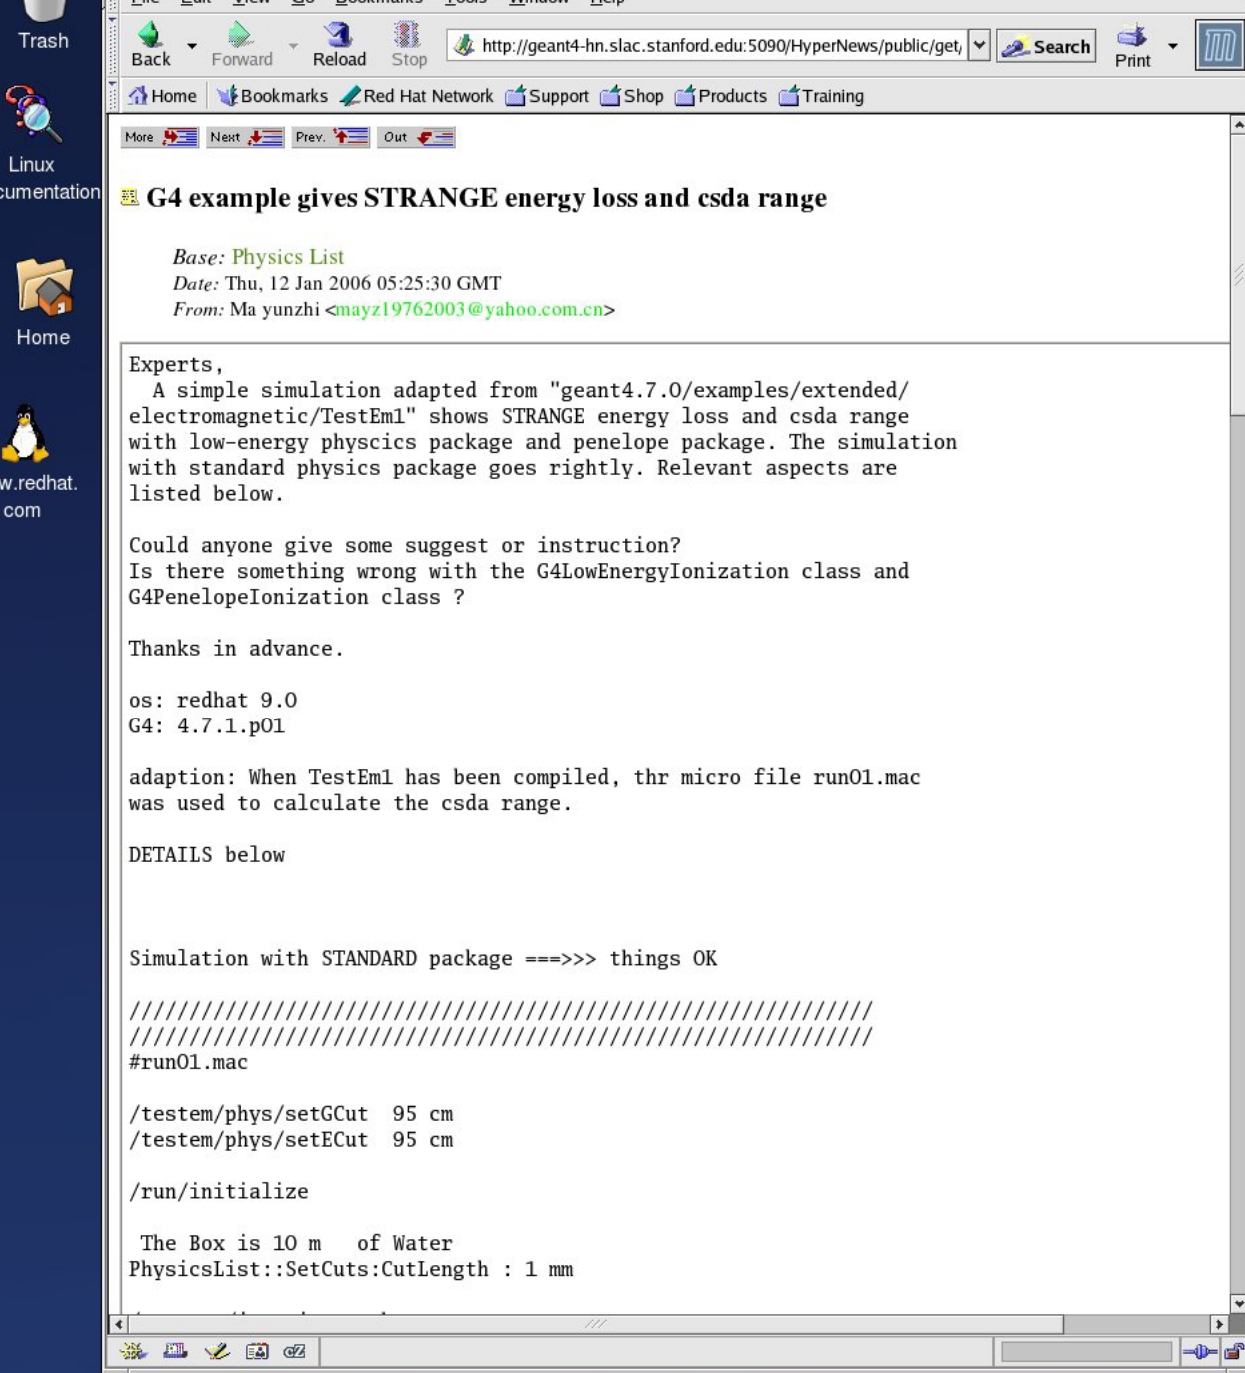 Trash
Linux
cumentation
Home
w.redhat.
com
File Edit View Go Bookmarks Tools Window Help
Back Forward Reload Stop http://geant4-hn.slac.stanford.edu:5090/HyperNews/public/get/ Search Print
Home Bookmarks Red Hat Network Support Shop Products Training
More Next Prev. Out
G4 example gives STRANGE energy loss and csda range
Base: Physics List
Date: Thu, 12 Jan 2006 05:25:30 GMT
From: Ma yunzhi <mayz19762003@yahoo.com.cn>
Experts,
A simple simulation adapted from "geant4.7.0/examples/extended/
electromagnetic/TestEm1" shows STRANGE energy loss and csda range
with low-energy physcics package and penelope package. The simulation
with standard physics package goes rightly. Relevant aspects are
listed below.
Could anyone give some suggest or instruction?
Is there something wrong with the G4LowEnergyIonization class and
G4PenelopeIonization class ?
Thanks in advance.
os: redhat 9.0
G4: 4.7.1.p01
adaption: When TestEm1 has been compiled, thr micro file run01.mac
was used to calculate the csda range.
DETAILS below
Simulation with STANDARD package ===>>> things OK
//////////////////////////////////////////////////////////////
//////////////////////////////////////////////////////////////
#run01.mac
/testem/phys/setGCut 95 cm
/testem/phys/setECut 95 cm
/run/initialize
The Box is 10 m of Water
PhysicsList::SetCuts:CutLength : 1 mm